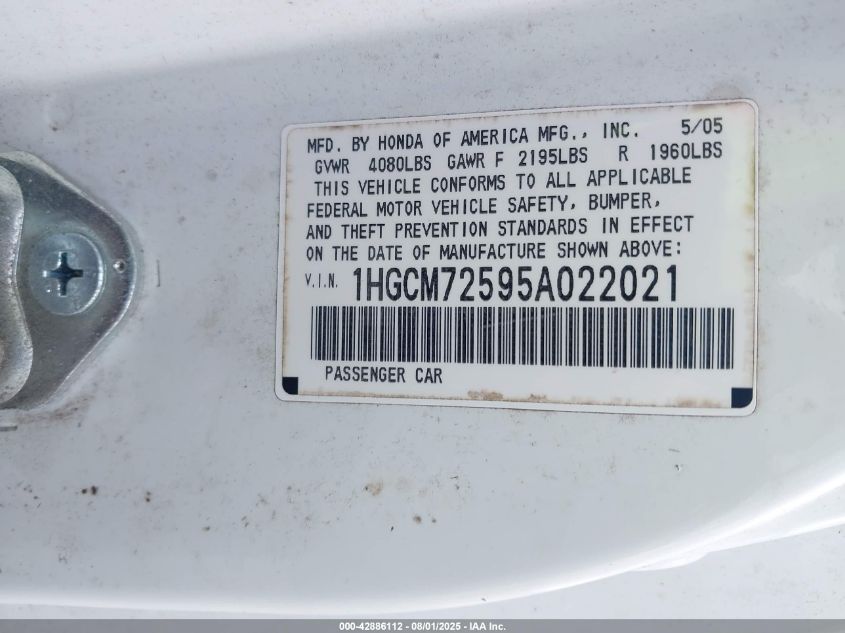 MFD. BY HONDA OF AMERICA MFG., INC. 5/05
GVWR 4080LBS GAWR F 2195LBS R 1960LBS
THIS VEHICLE CONFORMS TO ALL APPLICABLE
FEDERAL MOTOR VEHICLE SAFETY, BUMPER,
AND THEFT PREVENTION STANDARDS IN EFFECT
ON THE DATE OF MANUFACTURE SHOWN ABOVE:
V.I.N. 1HGCM72595A022021
PASSENGER CAR
000-42886112 - 08/01/2025 - IAA Inc.